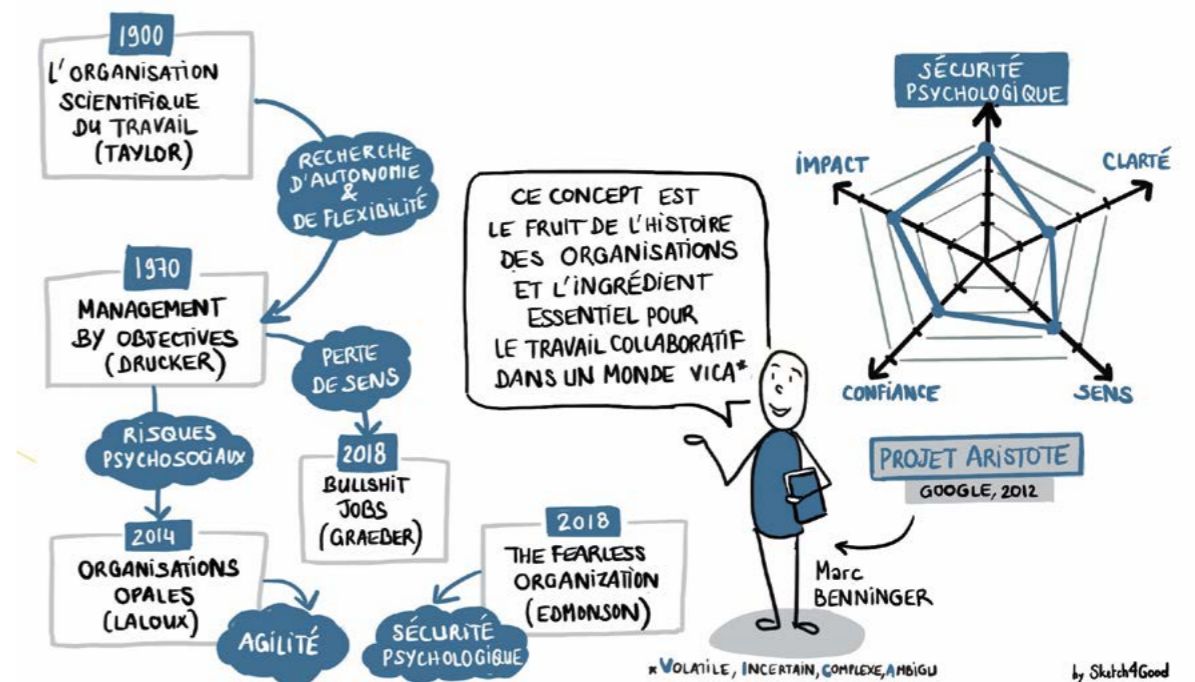 1900
L'ORGANISATION
SCIENTIFIQUE
DU TRAVAIL
(TAYLOR)
RECHERCHE
D'AUTONOMIE
&
DE FLEXIBILITÉ
1970
MANAGEMENT
BY OBJECTIVES
(DRUCKER)
PERTE
DE SENS
RISQUES
PSYCHOSOCIAUX
2018
BULLSHIT
JOBS
(GRAEBER)
2014
ORGANISATIONS
OPALES
(LALOUX)
AGILITÉ
2018
THE FEARLESS
ORGANIZATION
(EDMONSON)
SÉCURITÉ
PSYCHOLOGIQUE
CE CONCEPT EST
LE FRUIT DE L'HISTOIRE
DES ORGANISATIONS
ET L'INGRÉDIENT
ESSENTIEL POUR
LE TRAVAIL COLLABORATIF
DANS UN MONDE VICA*
SÉCURITÉ
PSYCHOLOGIQUE
IMPACT
CLARTÉ
CONFIANCE
SENS
PROJET ARISTOTE
GOOGLE, 2012
Marc
BENNINGER
* VOLATILE, INCERTAIN, COMPLEXE, AMBIGU
by Sketch4Good